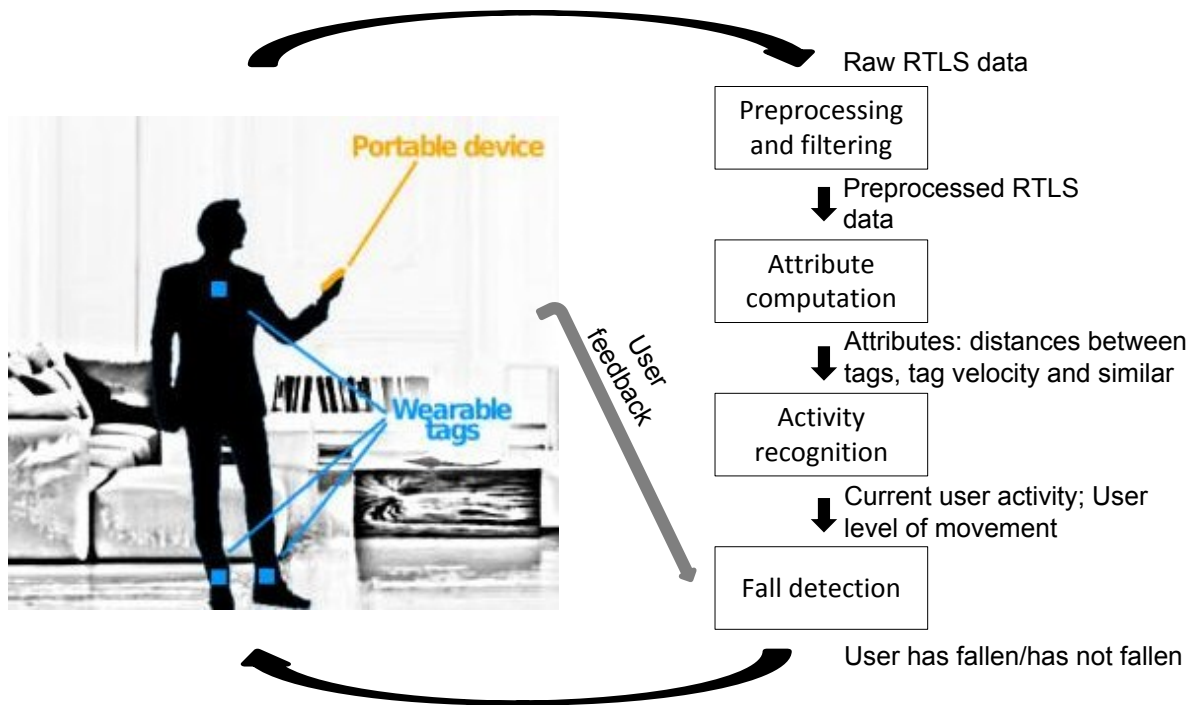 Raw RTLS data
Preprocessing
and filtering
Portable device
Preprocessed RTLS
data
Attribute
computation
User
feedback
Attributes: distances between
tags, tag velocity and similar
Wearable
tags
Activity
recognition
Current user activity; User
level of movement
Fall detection
User has fallen/has not fallen